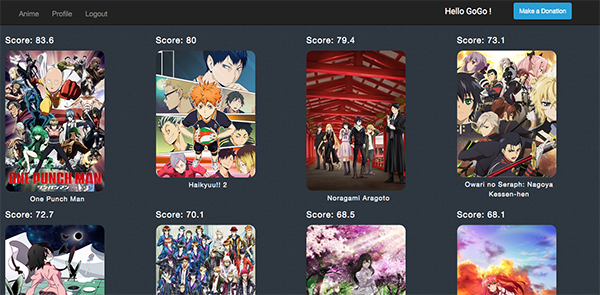 Anime Profile Logout Hello GoGo ! Make a Donation
Score: 83.6 Score: 80 Score: 79.4 Score: 73.1
ONE PUNCH MAN
One Punch Man
Haikyuu!! 2
Noragami Aragoto
Owari no Seraph: Nagoya
Kessen-hen
Score: 72.7 Score: 70.1 Score: 68.5 Score: 68.1